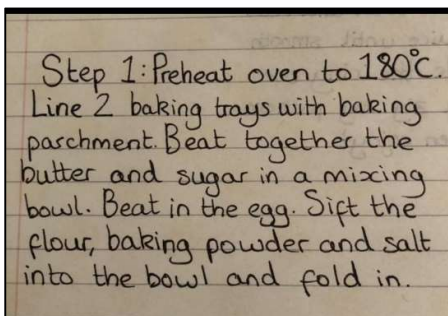 Step 1: Preheat oven to 180°c.
Line 2 baking trays with baking
parchment. Beat together the
butter and sugar in a mixing
bowl. Beat in the egg. Sift the
flour, baking powder and salt
into the bowl and fold in.